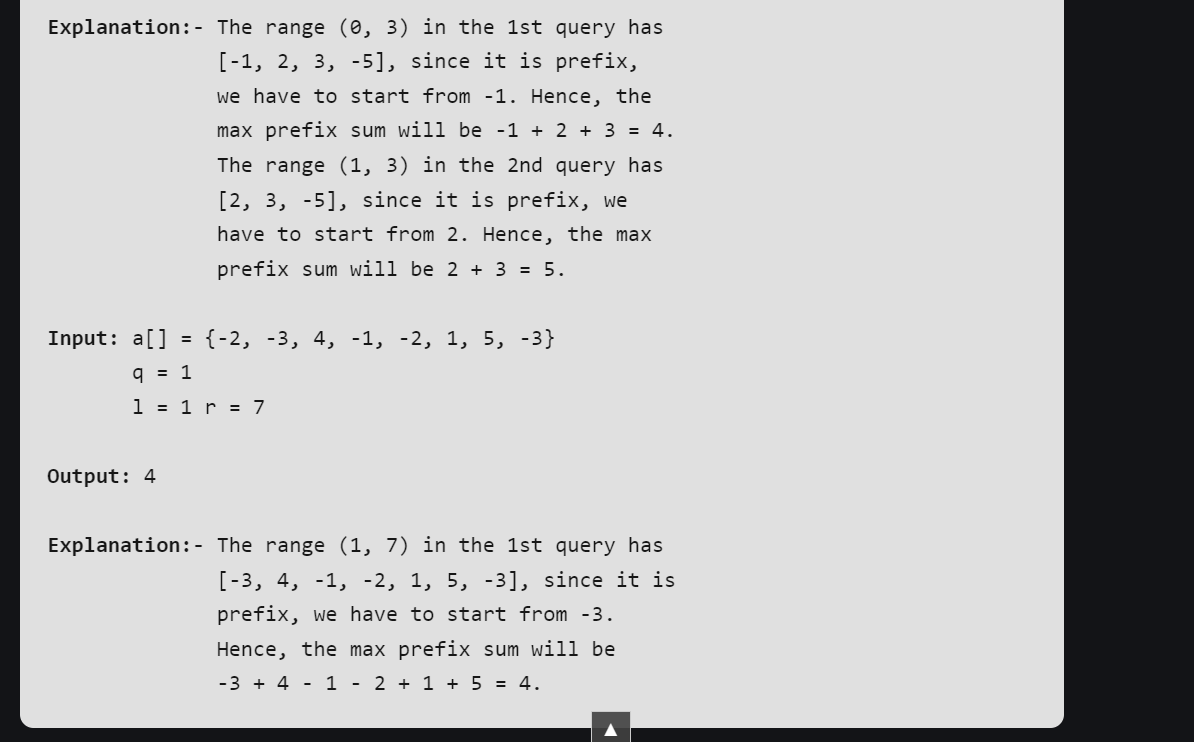 Explanation:- The range (0, 3) in the 1st query has
[-1, 2, 3, -5], since it is prefix,
we have to start from -1. Hence, the
max prefix sum will be -1 + 2 + 3 = 4.
The range (1, 3) in the 2nd query has
[2, 3, -5], since it is prefix, we
have to start from 2. Hence, the max
prefix sum will be 2 + 3 = 5.
Input: a[] = {-2, -3, 4, -1, -2, 1, 5, -3}
q = 1
l = 1 r = 7
Output: 4
Explanation:- The range (1, 7) in the 1st query has
[-3, 4, -1, -2, 1, 5, -3], since it is
prefix, we have to start from -3.
Hence, the max prefix sum will be
-3 + 4 - 1 - 2 + 1 + 5 = 4.